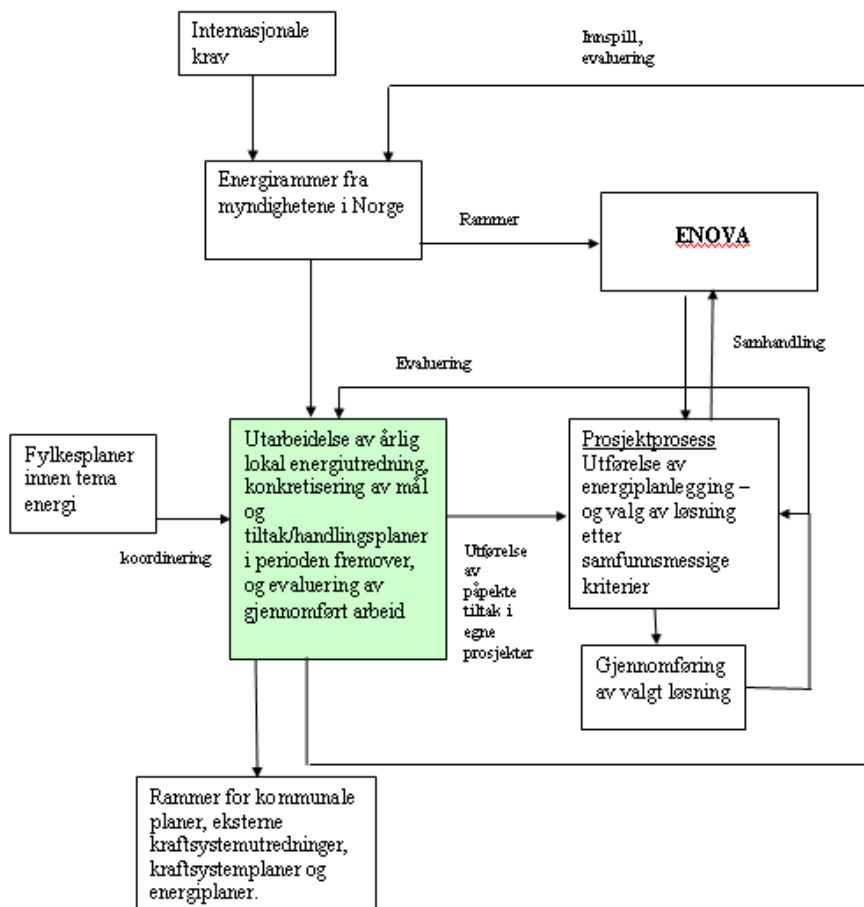 Internasjonale
krav
Innspill,
evaluering
Energirammer fra
myndighetene i Norge
Rammer
ENOVA
Samhandling
Evaluering
Fylkesplaner
innen tema
energi
koordinering
Utarbeidelse av årlig
lokal energiutredning,
konkretisering av mål
og
tiltak/handlingsplaner
i perioden fremover,
og evaluering av
gjennomført arbeid
Utførelse
av
påpekte
tiltak i
egne
prosjekter
Prosjektprosess
Utførelse av
energiplanlegging –
og valg av løsning
etter
samfunnsmessige
kriterier
Gjennomføring
av valgt løsning
Rammer for kommunale
planer, eksterne
kraftsystemutredninger,
kraftsystemplaner og
energiplaner.